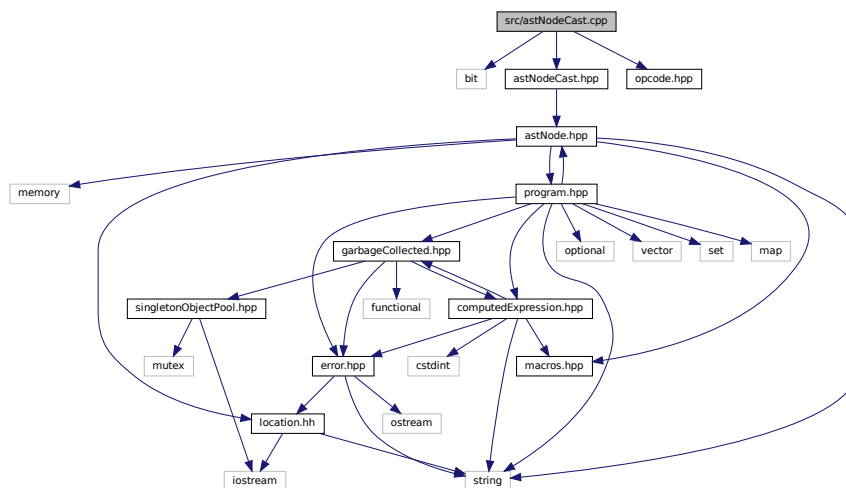 src/astNodeCast.cpp
bit
astNodeCast.hpp
opcode.hpp
astNode.hpp
memory
program.hpp
garbageCollected.hpp
optional
vector
set
map
singletonObjectPool.hpp
functional
computedExpression.hpp
mutex
error.hpp
cstdint
macros.hpp
location.hh
ostream
iostream
string